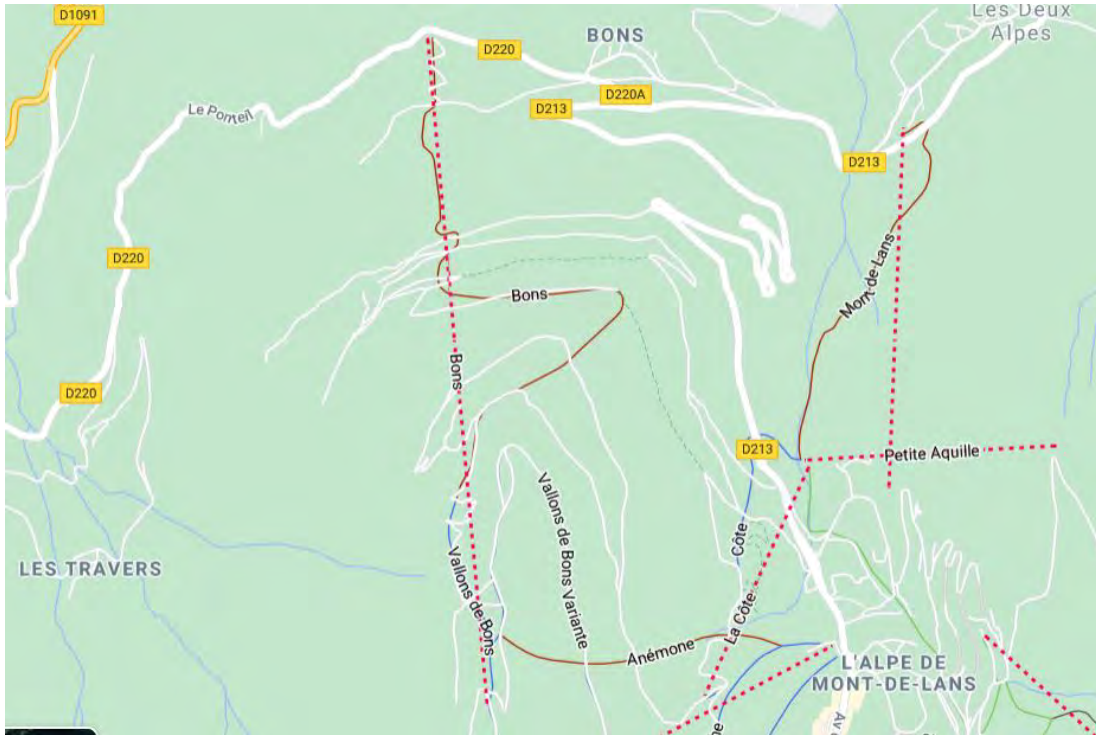 D1091
Les Deux
Alpes
BONS
D220
D220A
Le Ponteil
D213
D213
D220
Mont-de-Lans
Bons
Bons
D220
D213
Petite Aquille
Vallons de Bons Variante
Côte
LES TRAVERS
Vallons de Bons
La Côte
Anémone
L'ALPE DE
MONT-DE-LANS